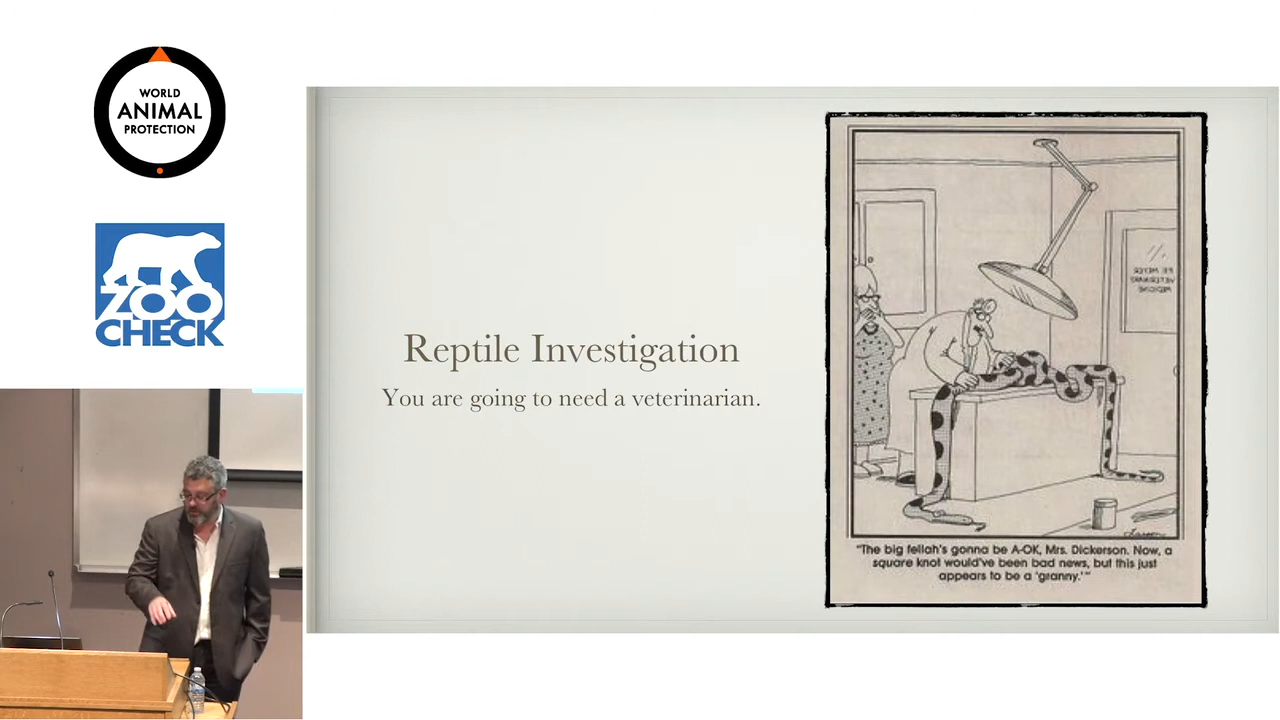 WORLD
ANIMAL
PROTECTION
ZOO
CHECK
Reptile Investigation
You are going to need a veterinarian.
"The big fellah's gonna be A-OK, Mrs. Dickerson. Now, a
square knot would've been bad news, but this just
appears to be a 'granny.'"
Larson